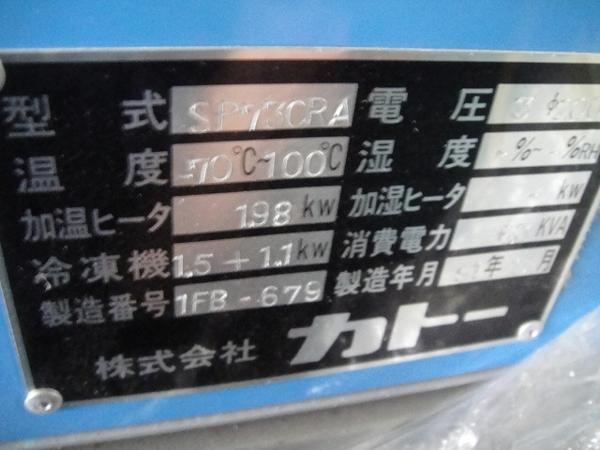 型式 SP73CRA 電圧
温度 -70℃~100℃ 湿度 % ~ %RH
加温ヒータ 1.98 kw 加湿ヒータ kw
冷凍機 1.5 + 1.1 kw 消費電力 KVA
製造番号 1FB-679 製造年月 年 月
株式会社 カトー